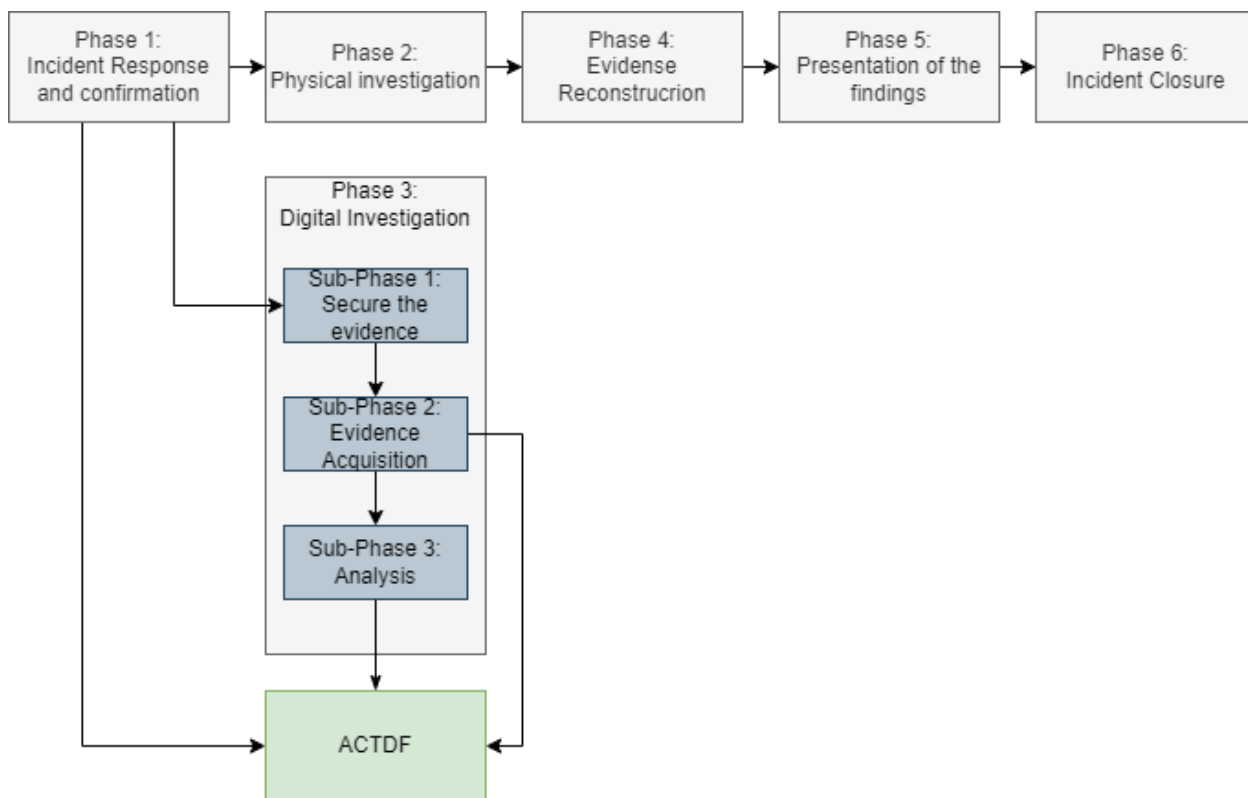 Phase 1:
Incident Response
and confirmation
Phase 2:
Physical investigation
Phase 4:
Evidense
Reconstrucrion
Phase 5:
Presentation of the
findings
Phase 6:
Incident Closure
Phase 3:
Digital Investigation
Sub-Phase 1:
Secure the
evidence
Sub-Phase 2:
Evidence
Acquisition
Sub-Phase 3:
Analysis
ACTDF